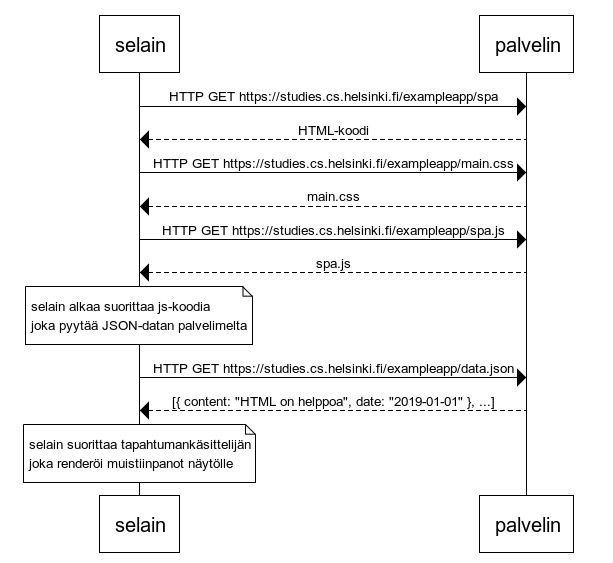 selain
palvelin
HTTP GET https://studies.cs.helsinki.fi/exampleapp/spa
HTML-koodi
HTTP GET https://studies.cs.helsinki.fi/exampleapp/main.css
main.css
HTTP GET https://studies.cs.helsinki.fi/exampleapp/spa.js
spa.js
selain alkaa suorittaa js-koodia
joka pyytää JSON-datan palvelimelta
HTTP GET https://studies.cs.helsinki.fi/exampleapp/data.json
[{ content: "HTML on helppoa", date: "2019-01-01" }, ...]
selain suorittaa tapahtumankäsittelijän
joka renderöi muistiinpanot näytölle
selain
palvelin